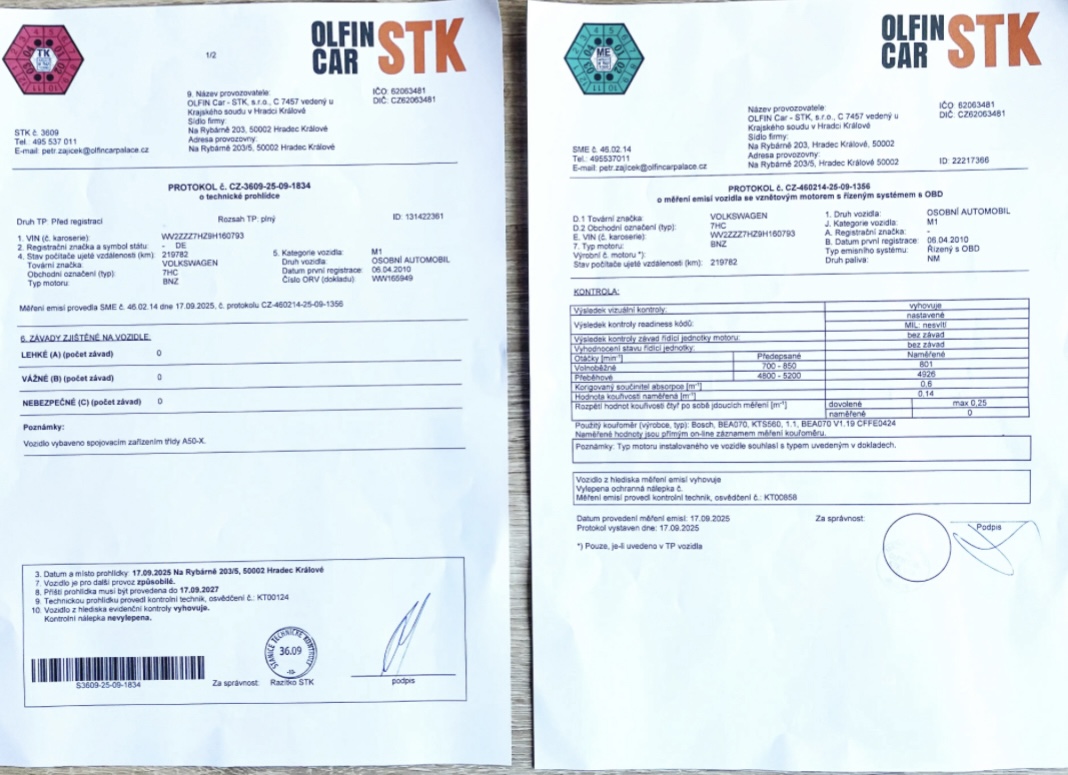 TK
1/2
OLFIN
CAR
STK
9. Název provozovatele:
OLFIN Car - STK, s.r.o., C 7457 vedený u
Krajského soudu v Hradci Králové
Sídlo firmy:
Na Rybárně 203, 50002 Hradec Králové
Adresa provozovny:
Na Rybárně 203/5, 50002 Hradec Králové
IČO: 62063481
DIČ: CZ62063481
STK č. 3609
Tel. 495 537 011
E-mail: petr.zajicek@olfincarpalace.cz
PROTOKOL č. CZ-3609-25-09-1834
o technické prohlídce
Druh TP: Před registrací
Rozsah TP: plný
ID: 131422361
1. VIN (č. karoserie): WV2ZZZ7HZ9H160793
2. Registrační značka a symbol státu: - DE
4. Stav počítače ujeté vzdálenosti (km): 219782
Tovární značka: VOLKSWAGEN
Obchodní označení (typ): 7HC
Typ motoru: BNZ
5. Kategorie vozidla: M1
Druh vozidla: OSOBNÍ AUTOMOBIL
Datum první registrace: 06.04.2010
Číslo ORV (dokladu): WW165949
Měření emisí provedla SME č. 46.02.14 dne 17.09.2025, č. protokolu CZ-460214-25-09-1356
6. ZÁVADY ZJIŠTĚNÉ NA VOZIDLE
LEHKÉ (A) (počet závad) 0
VÁŽNÉ (B) (počet závad) 0
NEBEZPEČNÉ (C) (počet závad) 0
Poznámky:
Vozidlo vybaveno spojovacím zařízením třídy A50-X.
3. Datum a místo prohlídky: 17.09.2025 Na Rybárně 203/5, 50002 Hradec Králové
7. Vozidlo je pro další provoz způsobilé.
8. Příští prohlídka musí být provedena do 17.09.2027
9. Technickou prohlídku provedl kontrolní technik, osvědčení č.: KT00124
10. Vozidlo z hlediska evidenční kontroly vyhovuje.
Kontrolní nálepka nevylepena.
S3609-25-09-1834
Za správnost:
STANICE TECHNICKÉ KONTROLY
36.09
Razítko STK
podpis
ME
OLFIN
CAR
STK
Název provozovatele:
OLFIN Car - STK, s.r.o., C 7457 vedený u
Krajského soudu v Hradci Králové
Sídlo firmy:
Na Rybárně 203, 50002 Hradec Králové, 50002
Adresa provozovny:
Na Rybárně 203/5, Hradec Králové 50002
IČO: 62063481
DIČ: CZ62063481
SME č. 46.02.14
Tel.: 495537011
E-mail: petr.zajicek@olfincarpalace.cz
ID: 22217366
PROTOKOL č. CZ-460214-25-09-1356
o měření emisí vozidla se vznětovým motorem s řízeným systémem s OBD
D.1 Tovární značka: VOLKSWAGEN
D.2 Obchodní označení (typ): 7HC
E. VIN (č. karoserie): WV2ZZZ7HZ9H160793
7. Typ motoru: BNZ
Výrobní č. motoru *):
Stav počítače ujeté vzdálenosti (km): 219782
1. Druh vozidla: OSOBNÍ AUTOMOBIL
J. Kategorie vozidla: M1
A. Registrační značka: -
B. Datum první registrace: 06.04.2010
Typ emisního systému: Řízený s OBD
Druh paliva: NM
KONTROLA:
Výsledek vizuální kontroly: vyhovuje
Výsledek kontroly readiness kódů: nastavené
MIL: nesvítí
Výsledek kontroly závad řídící jednotky motoru: bez závad
Vyhodnocení stavu řídící jednotky: bez závad
Otáčky [min⁻¹] Předepsané Naměřené
Volnoběžné 700 - 850 801
Přeběhové 4800 - 5200 4926
Korigovaný součinitel absorpce [m⁻¹] 0,6
Hodnota kouřivosti naměřená [m⁻¹] 0,14
Rozpětí hodnot kouřivosti čtyř po sobě jdoucích měření [m⁻¹] dovolené max 0,25
naměřené 0
Použitý kouřoměr (výrobce, typ): Bosch, BEA070, KTS560, 1.1, BEA070 V1.19 CFFE0424
Naměřené hodnoty jsou přímým on-line záznamem měření kouřoměru.
Poznámky: Typ motoru instalovaného ve vozidle souhlasí s typem uvedeným v dokladech.
Vozidlo z hlediska měření emisí vyhovuje
Vylepena ochranná nálepka č.
Měření emisí provedl kontrolní technik, osvědčení č.: KT00858
Datum provedení měření emisí: 17.09.2025
Protokol vystaven dne: 17.09.2025
Za správnost:
Podpis
*) Pouze, je-li uvedeno v TP vozidla